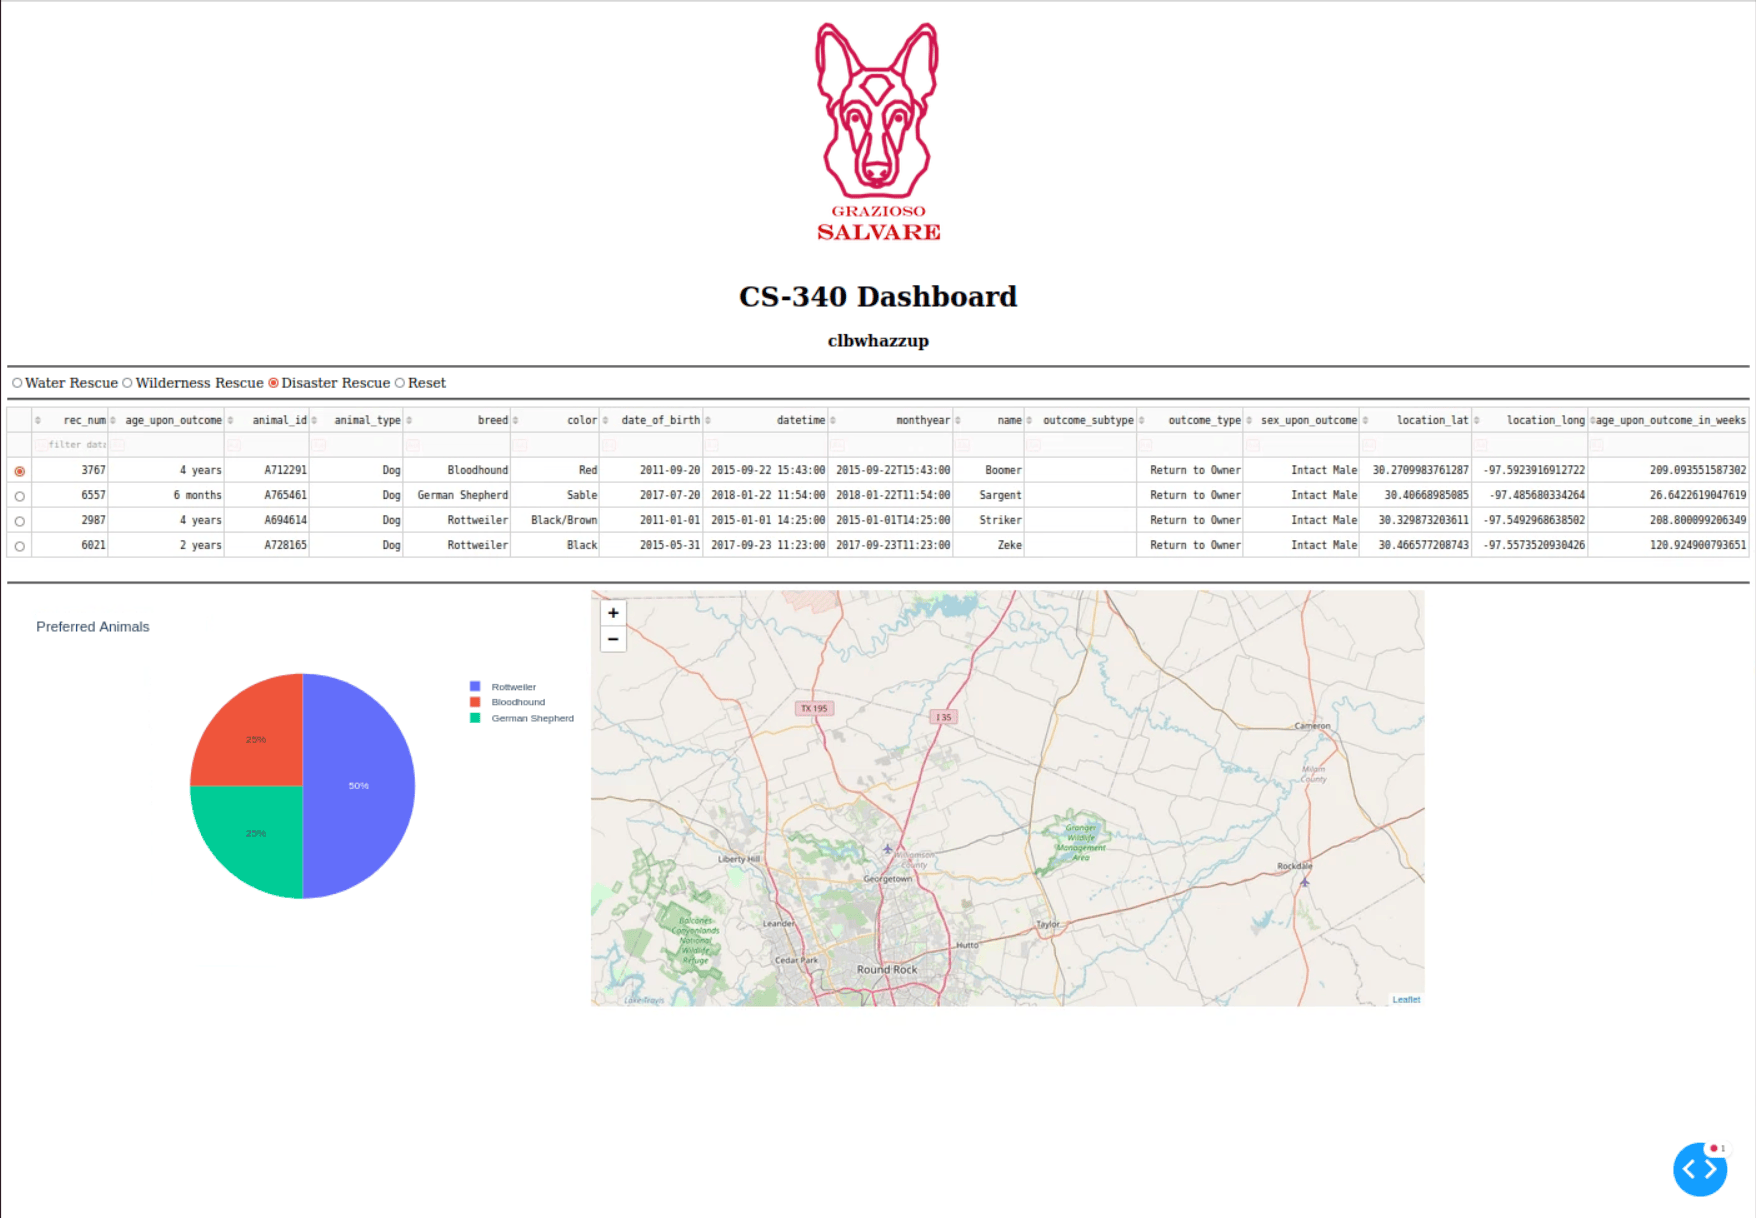 GRAZIOSO
SALVARE
CS-340 Dashboard
clbwhazzup
Water Rescue Wilderness Rescue Disaster Rescue Reset
rec_num age_upon_outcome animal_id animal_type breed color date_of_birth datetime monthyear name outcome_subtype outcome_type sex_upon_outcome location_lat location_long age_upon_outcome_in_weeks
filter data
3767 4 years A712291 Dog Bloodhound Red 2011-09-20 2015-09-22 15:43:00 2015-09-22T15:43:00 Boomer Return to Owner Intact Male 30.2709983761287 -97.5923916912722 209.093551587302
6557 6 months A765461 Dog German Shepherd Sable 2017-07-20 2018-01-22 11:54:00 2018-01-22T11:54:00 Sargent Return to Owner Intact Male 30.40668985085 -97.485680334264 26.6422619047619
2987 4 years A694614 Dog Rottweiler Black/Brown 2011-01-01 2015-01-01 14:25:00 2015-01-01T14:25:00 Striker Return to Owner Intact Male 30.329873203611 -97.5492968638502 208.800099206349
6021 2 years A728165 Dog Rottweiler Black 2015-05-31 2017-09-23 11:23:00 2017-09-23T11:23:00 Zeke Return to Owner Intact Male 30.466577208743 -97.5573520930426 120.924900793651
Preferred Animals
Rottweiler
Bloodhound
German Shepherd
25%
50%
25%
+
−
TX 195
I 35
Cameron
Milam
County
Granger
Wildlife
Management
Area
Liberty Hill
Williamson
County
Georgetown
Rockdale
Leander
Balcones
Canyonlands
National
Wildlife
Refuge
Taylor
Hutto
Cedar Park
Round Rock
Lake Travis
Leaflet
1